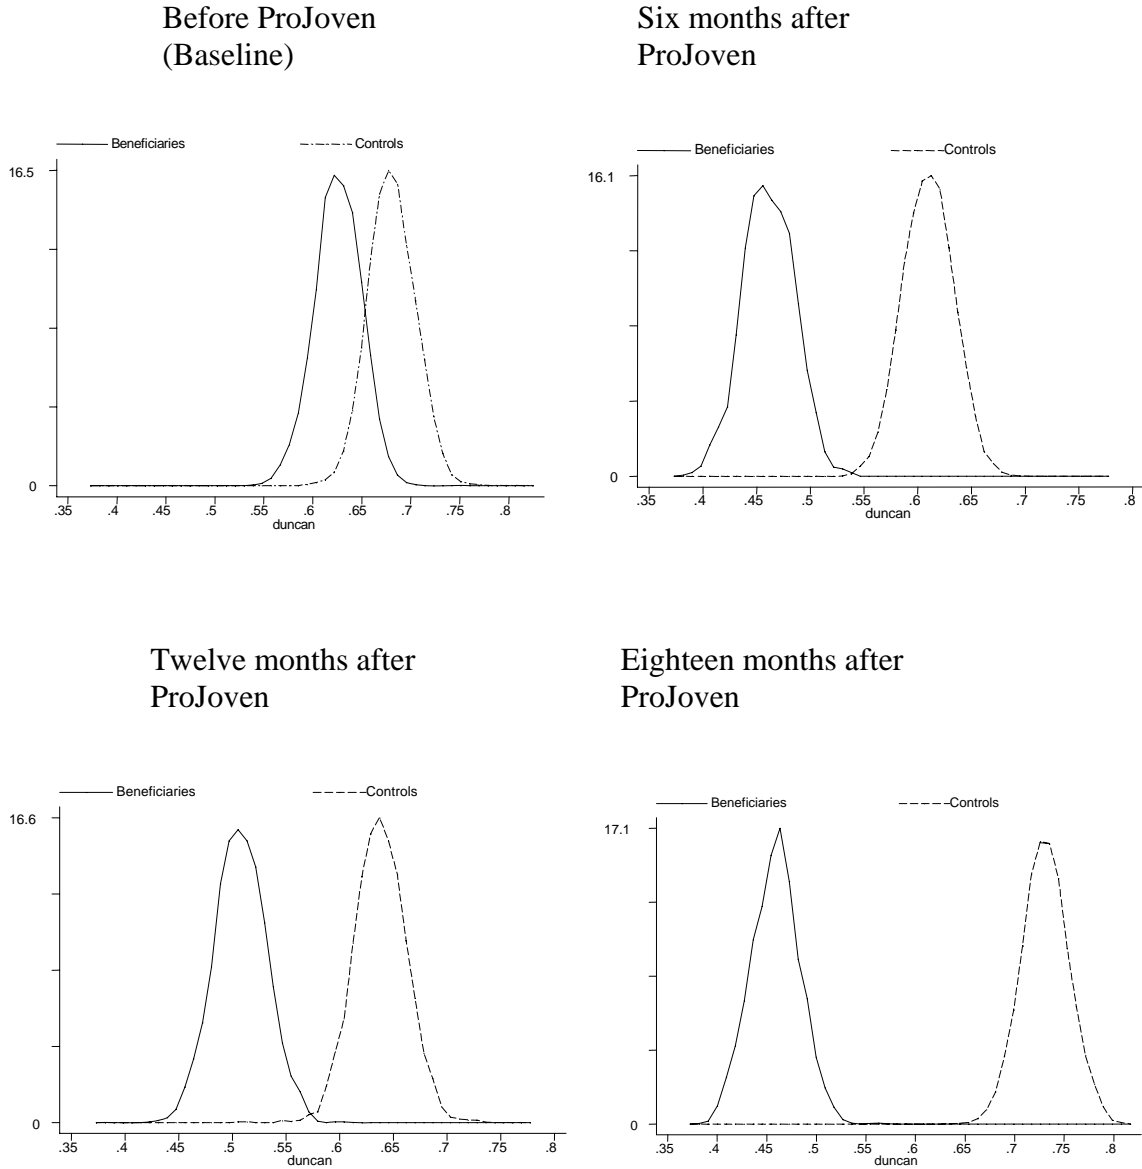 Before ProJoven
(Baseline)
Six months after
ProJoven
Beneficiaries
Controls
16.5
0
.35
.4
.45
.5
.55
.6
.65
.7
.75
.8
duncan
Beneficiaries
Controls
16.1
0
.35
.4
.45
.5
.55
.6
.65
.7
.75
.8
duncan
Twelve months after
ProJoven
Eighteen months after
ProJoven
Beneficiaries
Controls
16.6
0
.35
.4
.45
.5
.55
.6
.65
.7
.75
.8
duncan
Beneficiaries
Controls
17.1
0
.35
.4
.45
.5
.55
.6
.65
.7
.75
.8
duncan